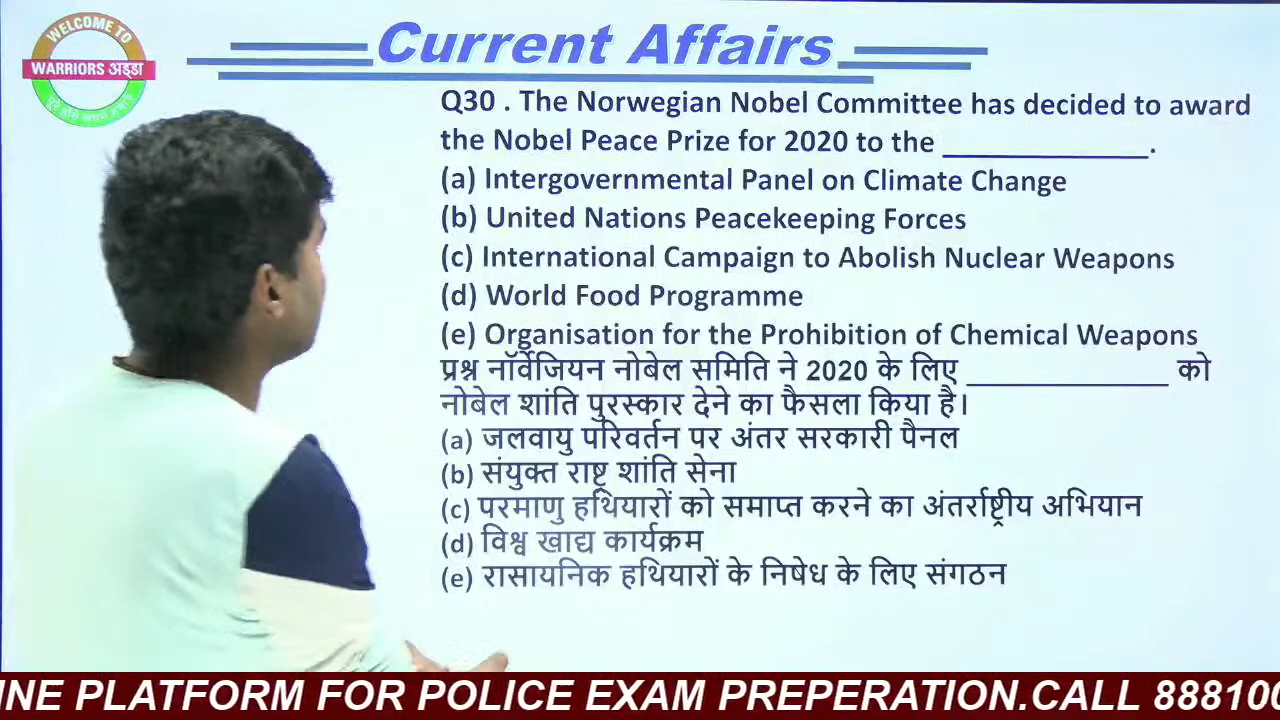 WELCOME TO
WARRIORS अड्डा
Current Affairs
Q30 . The Norwegian Nobel Committee has decided to award
the Nobel Peace Prize for 2020 to the ______________.
(a) Intergovernmental Panel on Climate Change
(b) United Nations Peacekeeping Forces
(c) International Campaign to Abolish Nuclear Weapons
(d) World Food Programme
(e) Organisation for the Prohibition of Chemical Weapons
प्रश्न नॉर्वेजियन नोबेल समिति ने 2020 के लिए ______________ को
नोबेल शांति पुरस्कार देने का फैसला किया है।
(a) जलवायु परिवर्तन पर अंतर सरकारी पैनल
(b) संयुक्त राष्ट्र शांति सेना
(c) परमाणु हथियारों को समाप्त करने का अंतर्राष्ट्रीय अभियान
(d) विश्व खाद्य कार्यक्रम
(e) रासायनिक हथियारों के निषेध के लिए संगठन
INE PLATFORM FOR POLICE EXAM PREPERATION.CALL 888100